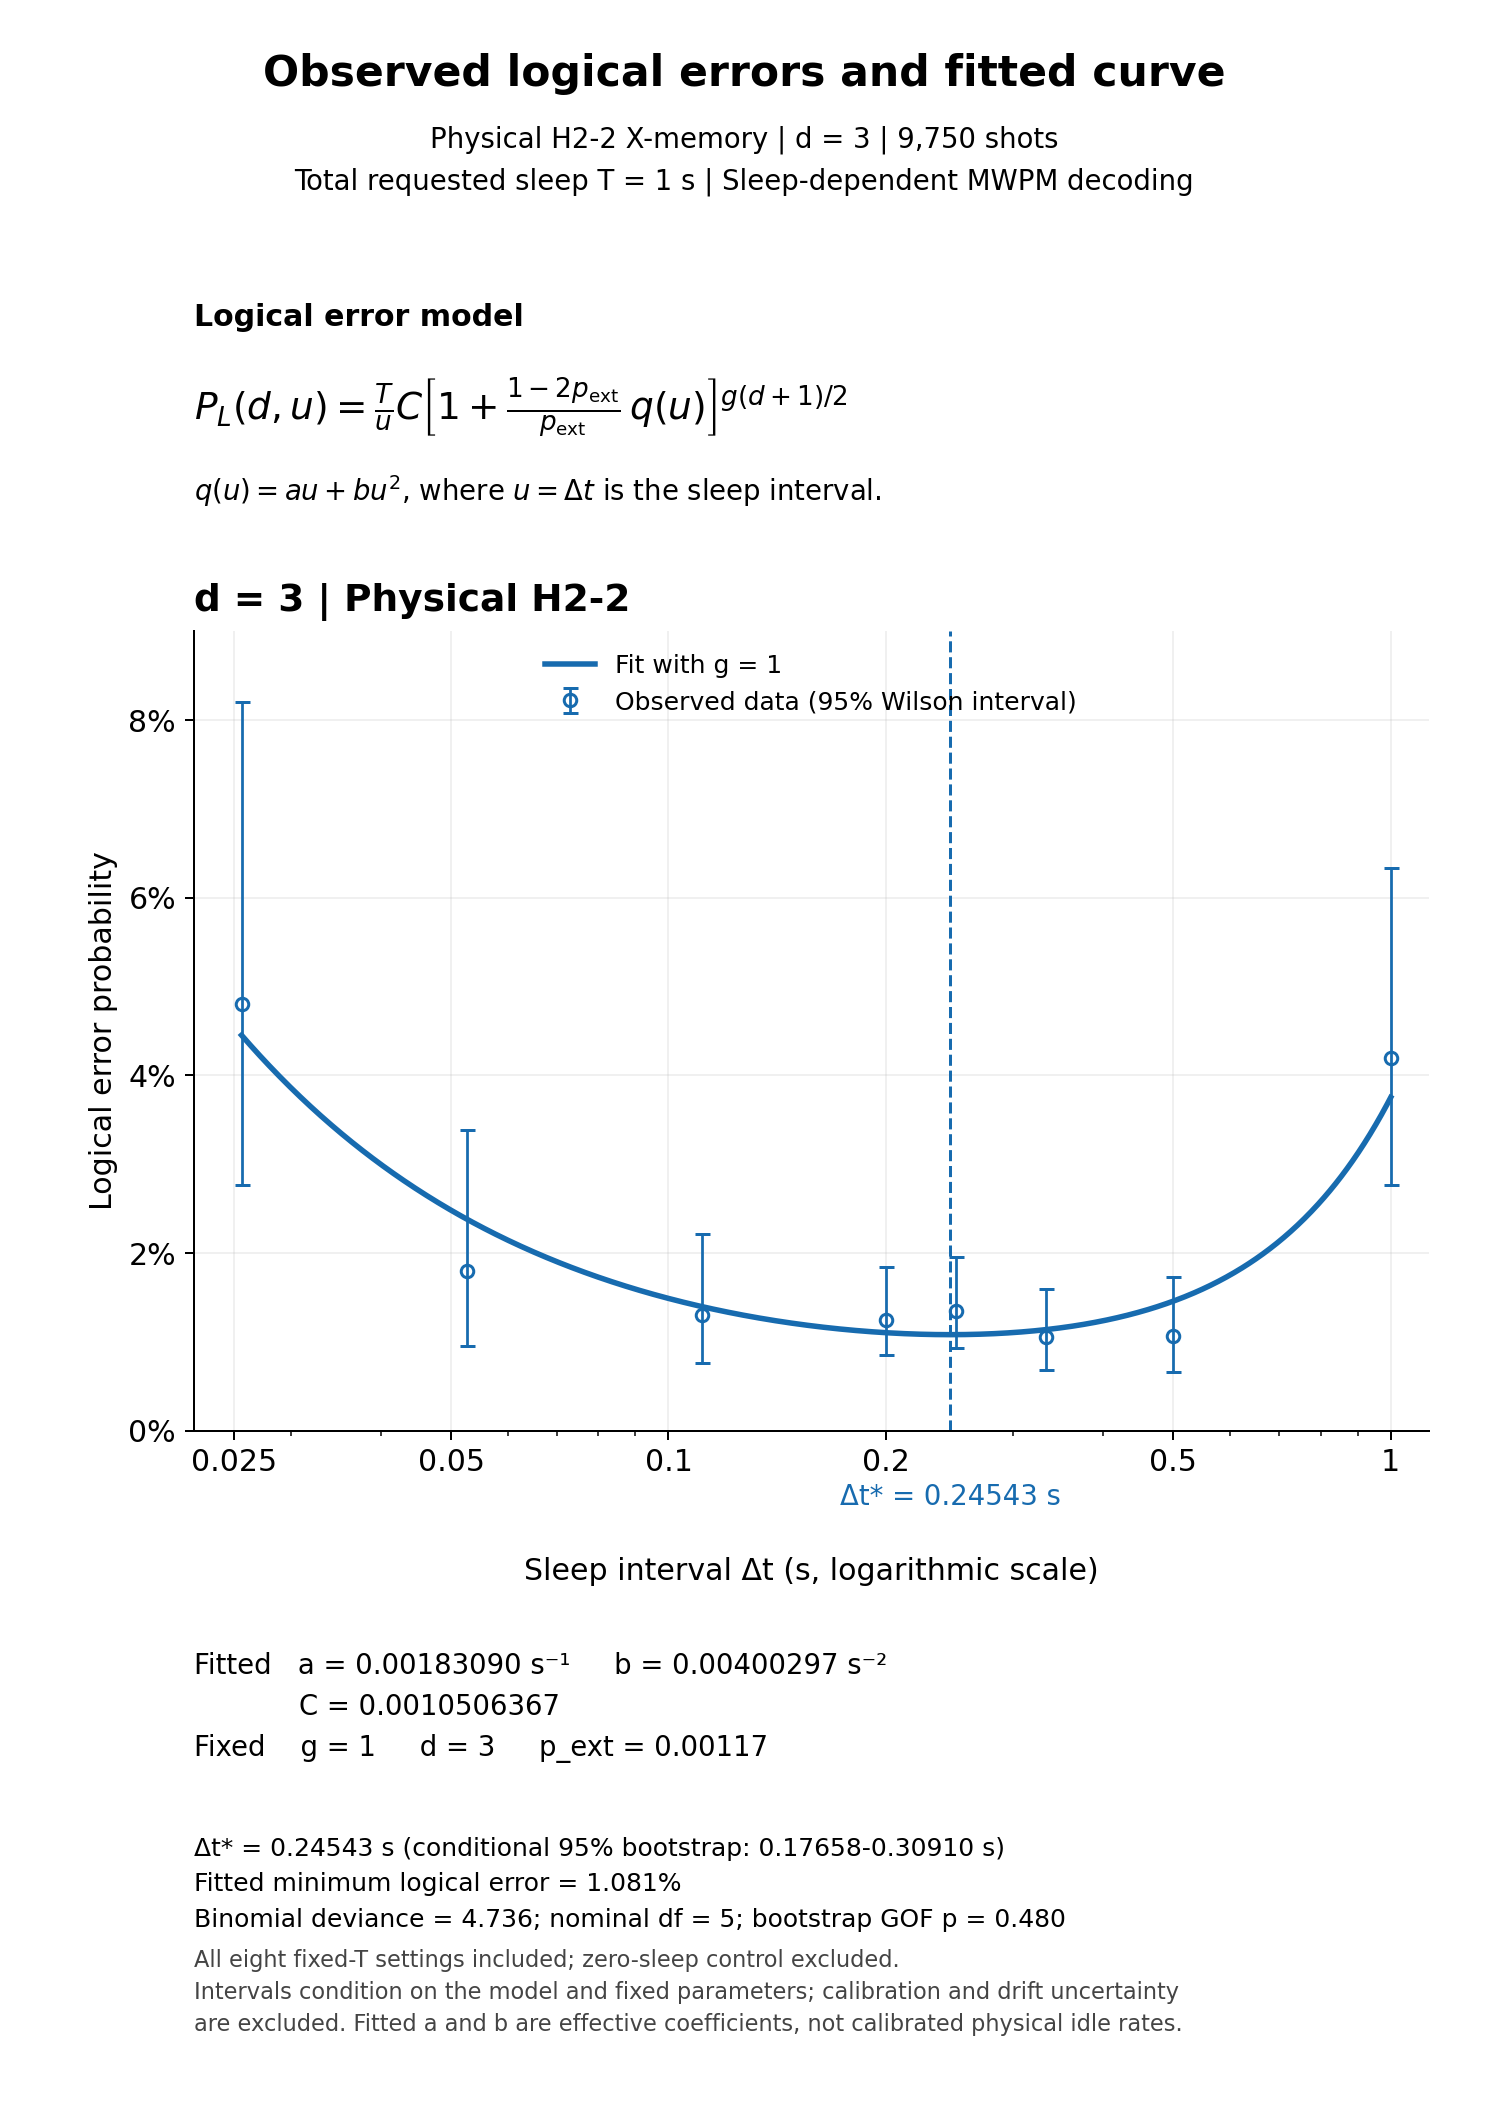 Observed logical errors and fitted curve
Physical H2-2 X-memory | d = 3 | 9,750 shots
Total requested sleep T = 1 s | Sleep-dependent MWPM decoding
Logical error model
P_L(d, u) = T/u C[1 + (1 − 2p_ext)/p_ext q(u)]^{g(d + 1)/2}
q(u) = au + bu², where u = Δt is the sleep interval.
d = 3 | Physical H2-2
Fit with g = 1
Observed data (95% Wilson interval)
Logical error probability
8%
6%
4%
2%
0%
0.025 0.05 0.1 0.2 0.5 1
Δt* = 0.24543 s
Sleep interval Δt (s, logarithmic scale)
Fitted a = 0.00183090 s⁻¹ b = 0.00400297 s⁻²
C = 0.0010506367
Fixed g = 1 d = 3 p_ext = 0.00117
Δt* = 0.24543 s (conditional 95% bootstrap: 0.17658-0.30910 s)
Fitted minimum logical error = 1.081%
Binomial deviance = 4.736; nominal df = 5; bootstrap GOF p = 0.480
All eight fixed-T settings included; zero-sleep control excluded.
Intervals condition on the model and fixed parameters; calibration and drift uncertainty
are excluded. Fitted a and b are effective coefficients, not calibrated physical idle rates.